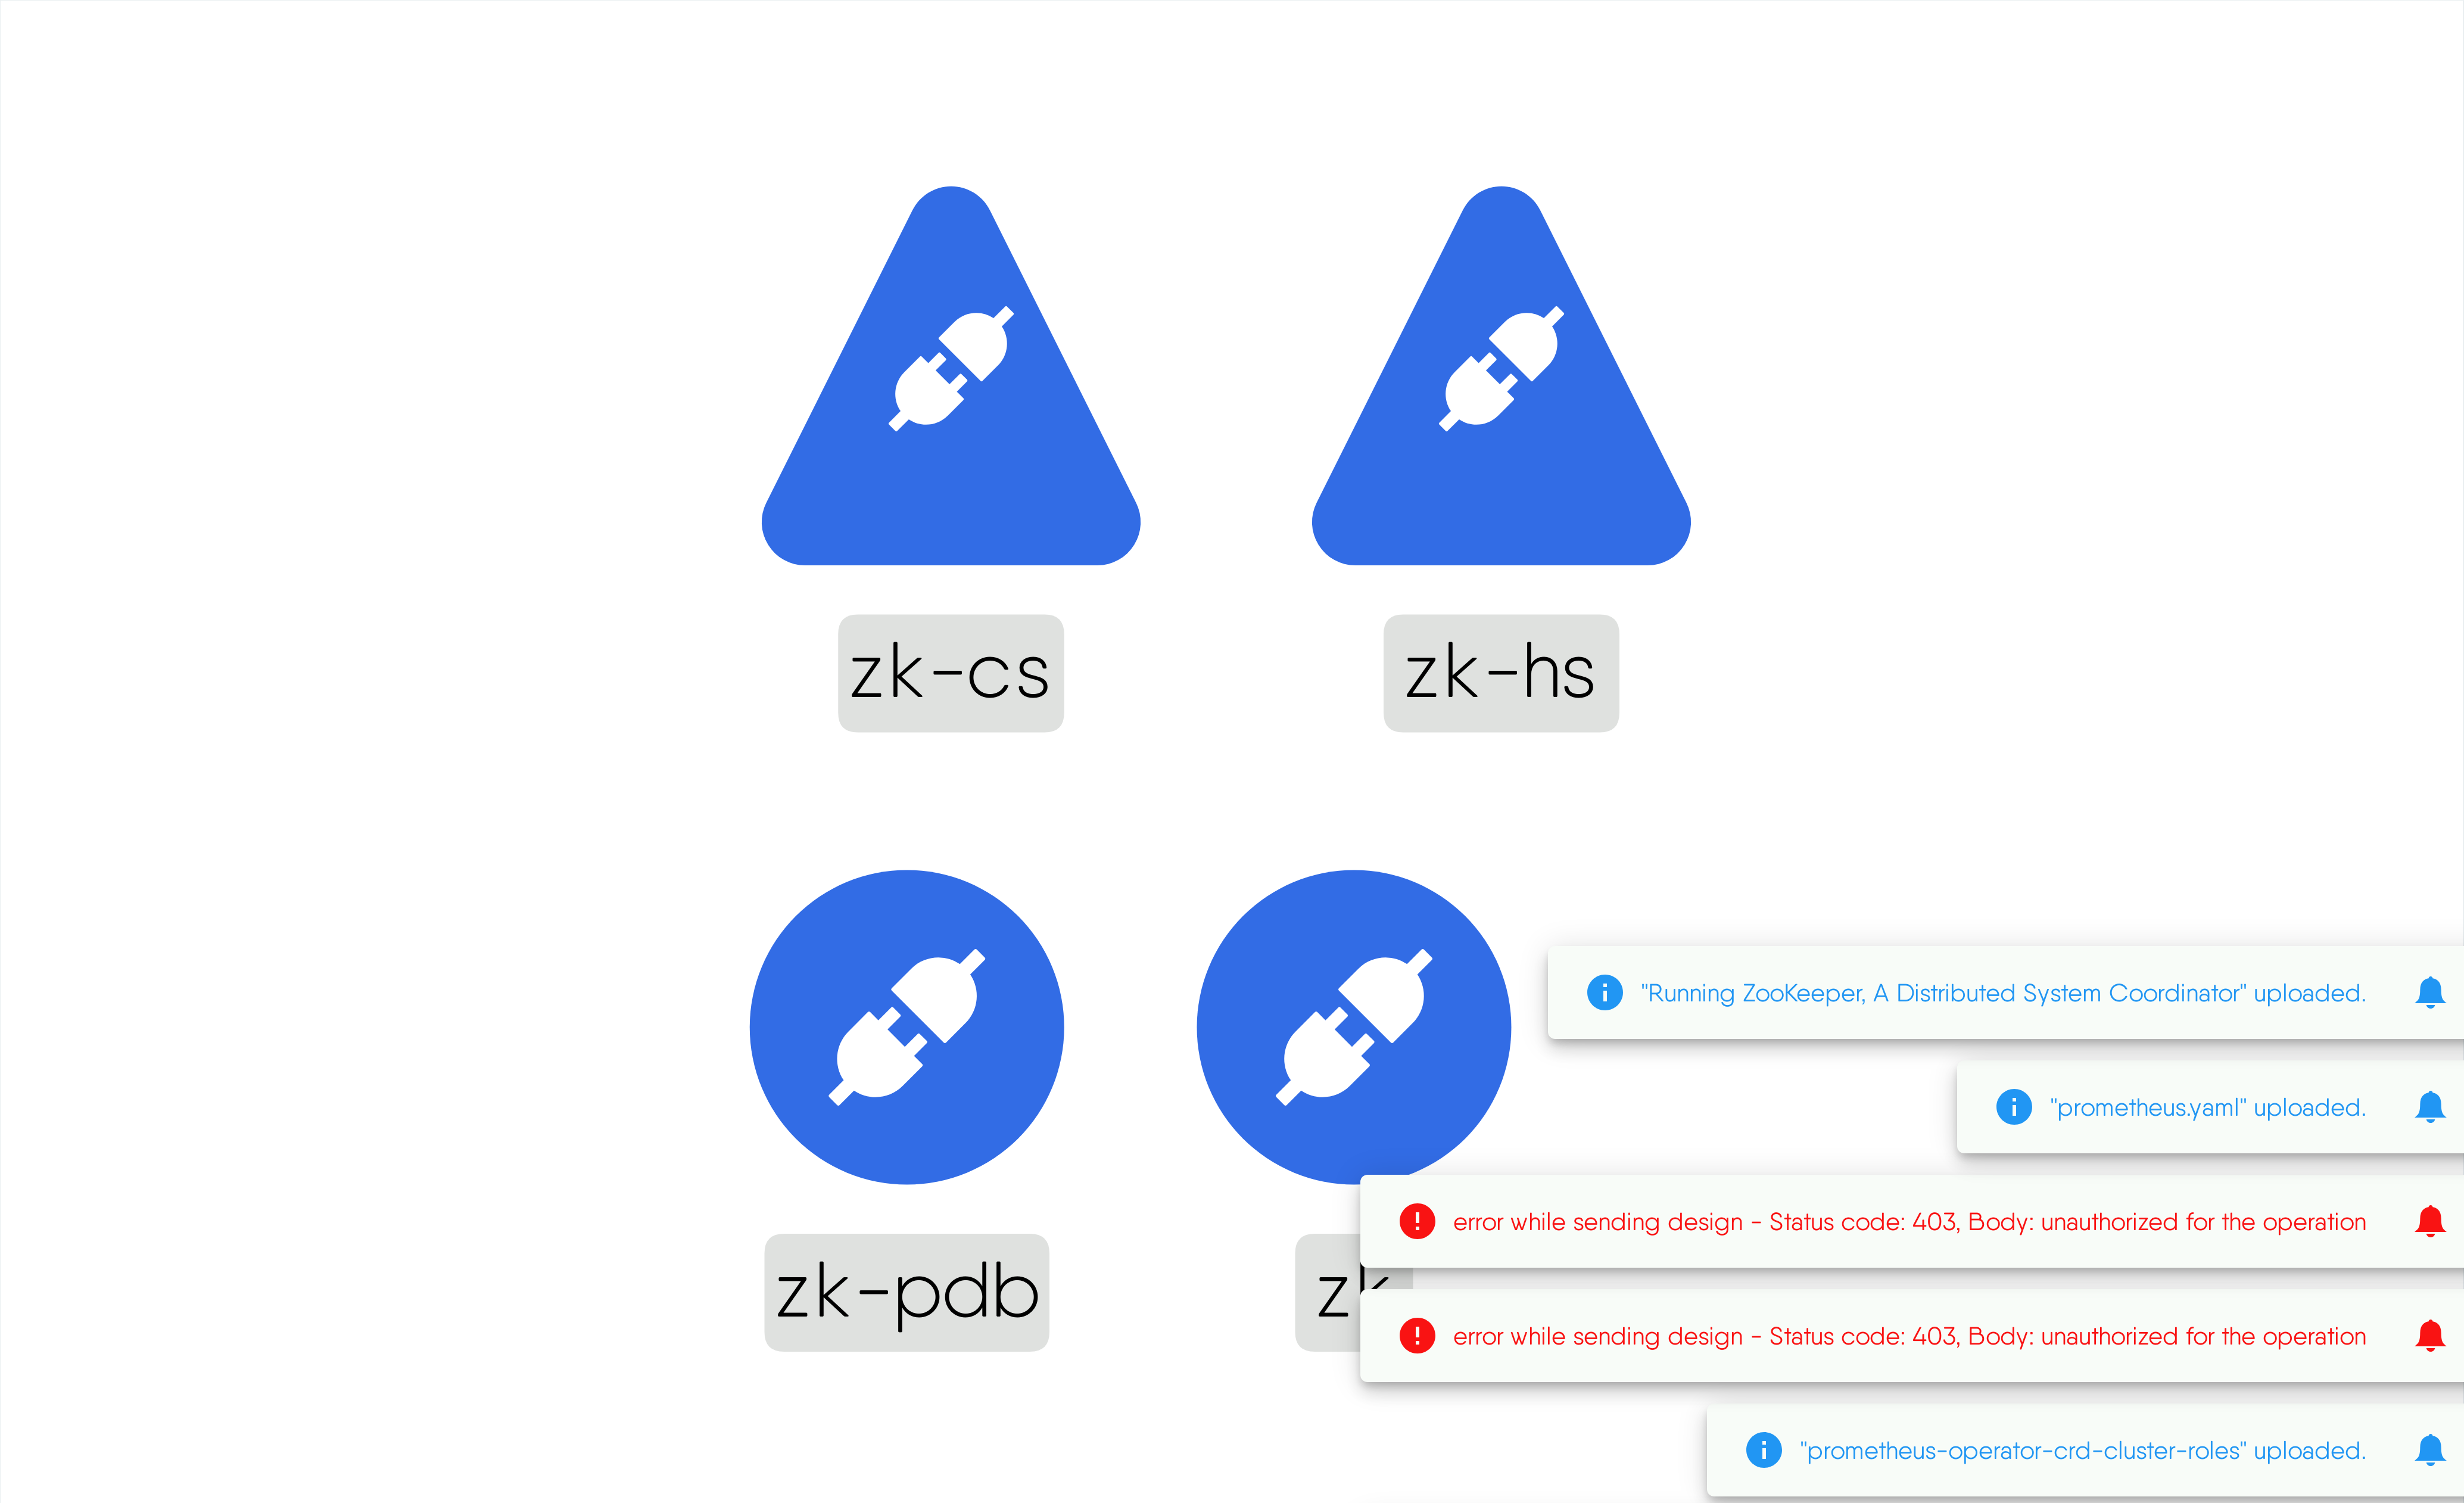 zk-cs
zk-hs
"Running ZooKeeper, A Distributed System Coordinator" uploaded.
"prometheus.yaml" uploaded.
error while sending design - Status code: 403, Body: unauthorized for the operation
zk-pdb
zk
error while sending design - Status code: 403, Body: unauthorized for the operation
"prometheus-operator-crd-cluster-roles" uploaded.